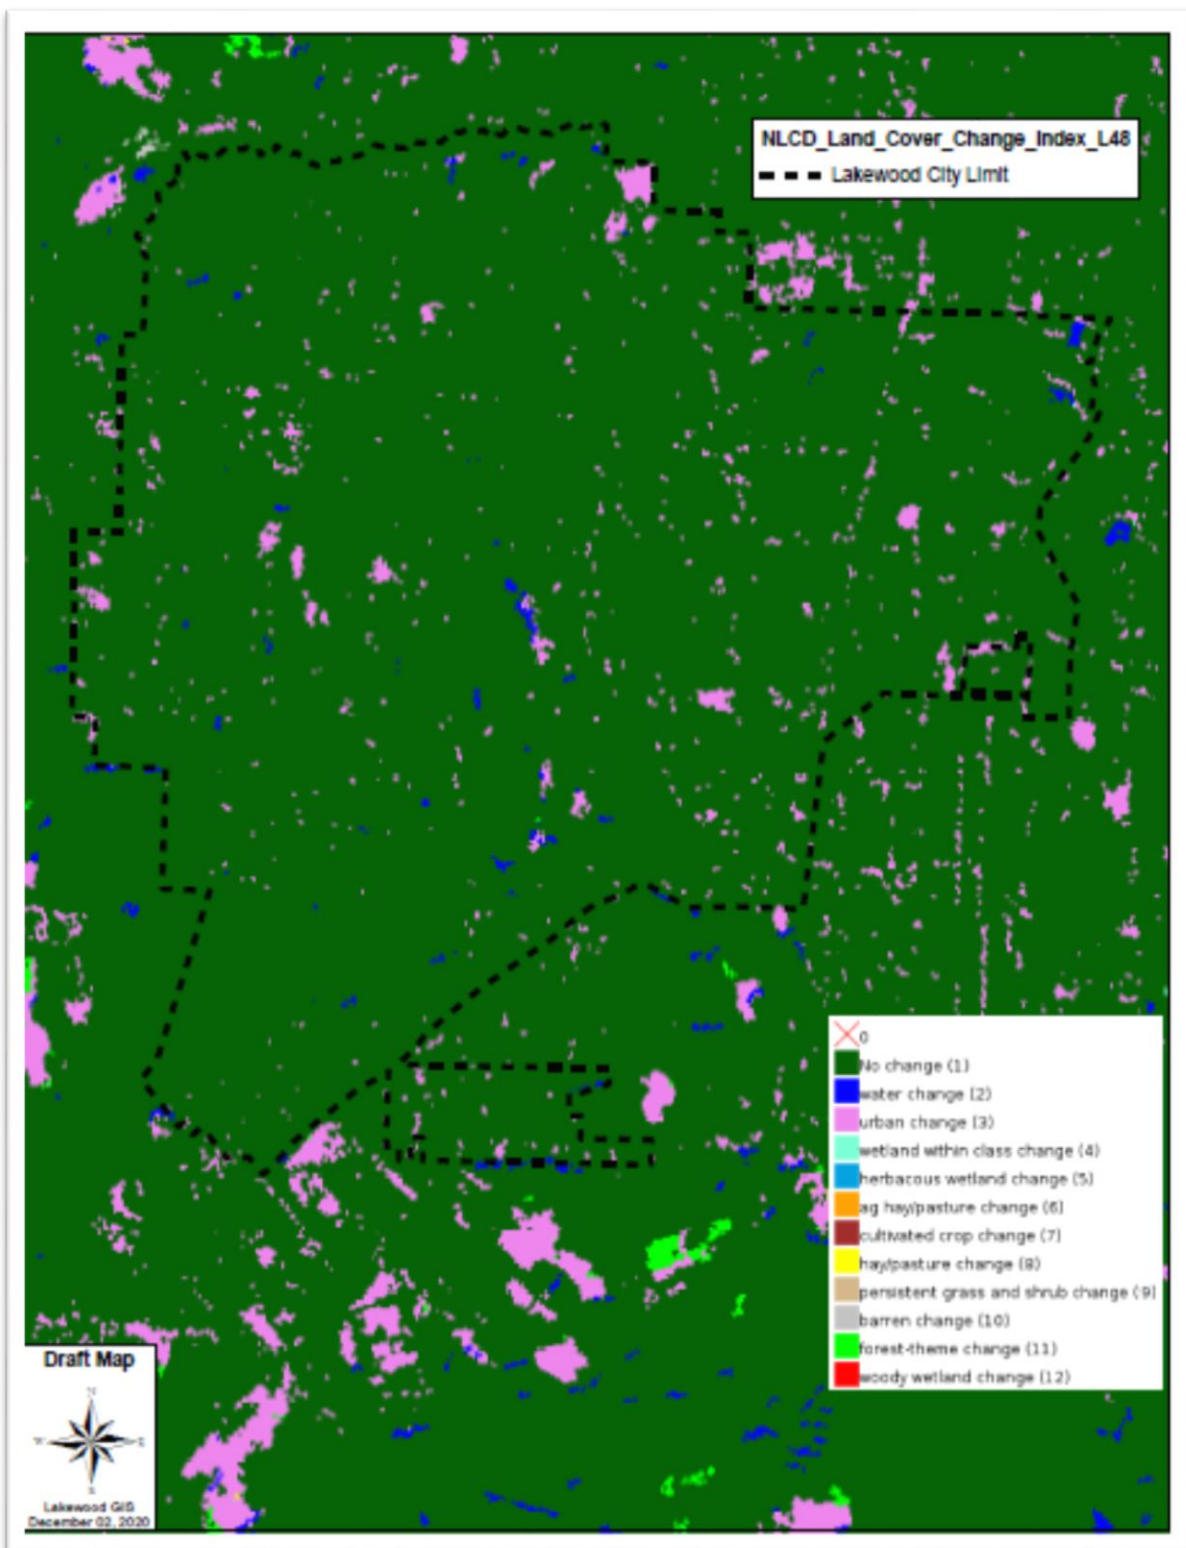 NLCD_Land_Cover_Change_Index_L48
Lakewood City Limit
0
No change (1)
water change (2)
urban change (3)
wetland within class change (4)
herbacous wetland change (5)
ag hay/pasture change (6)
cultivated crop change (7)
hay/pasture change (8)
persistent grass and shrub change (9)
barren change (10)
forest-theme change (11)
woody wetland change (12)
Draft Map
N
W E
S
Lakewood GIS
December 02, 2020